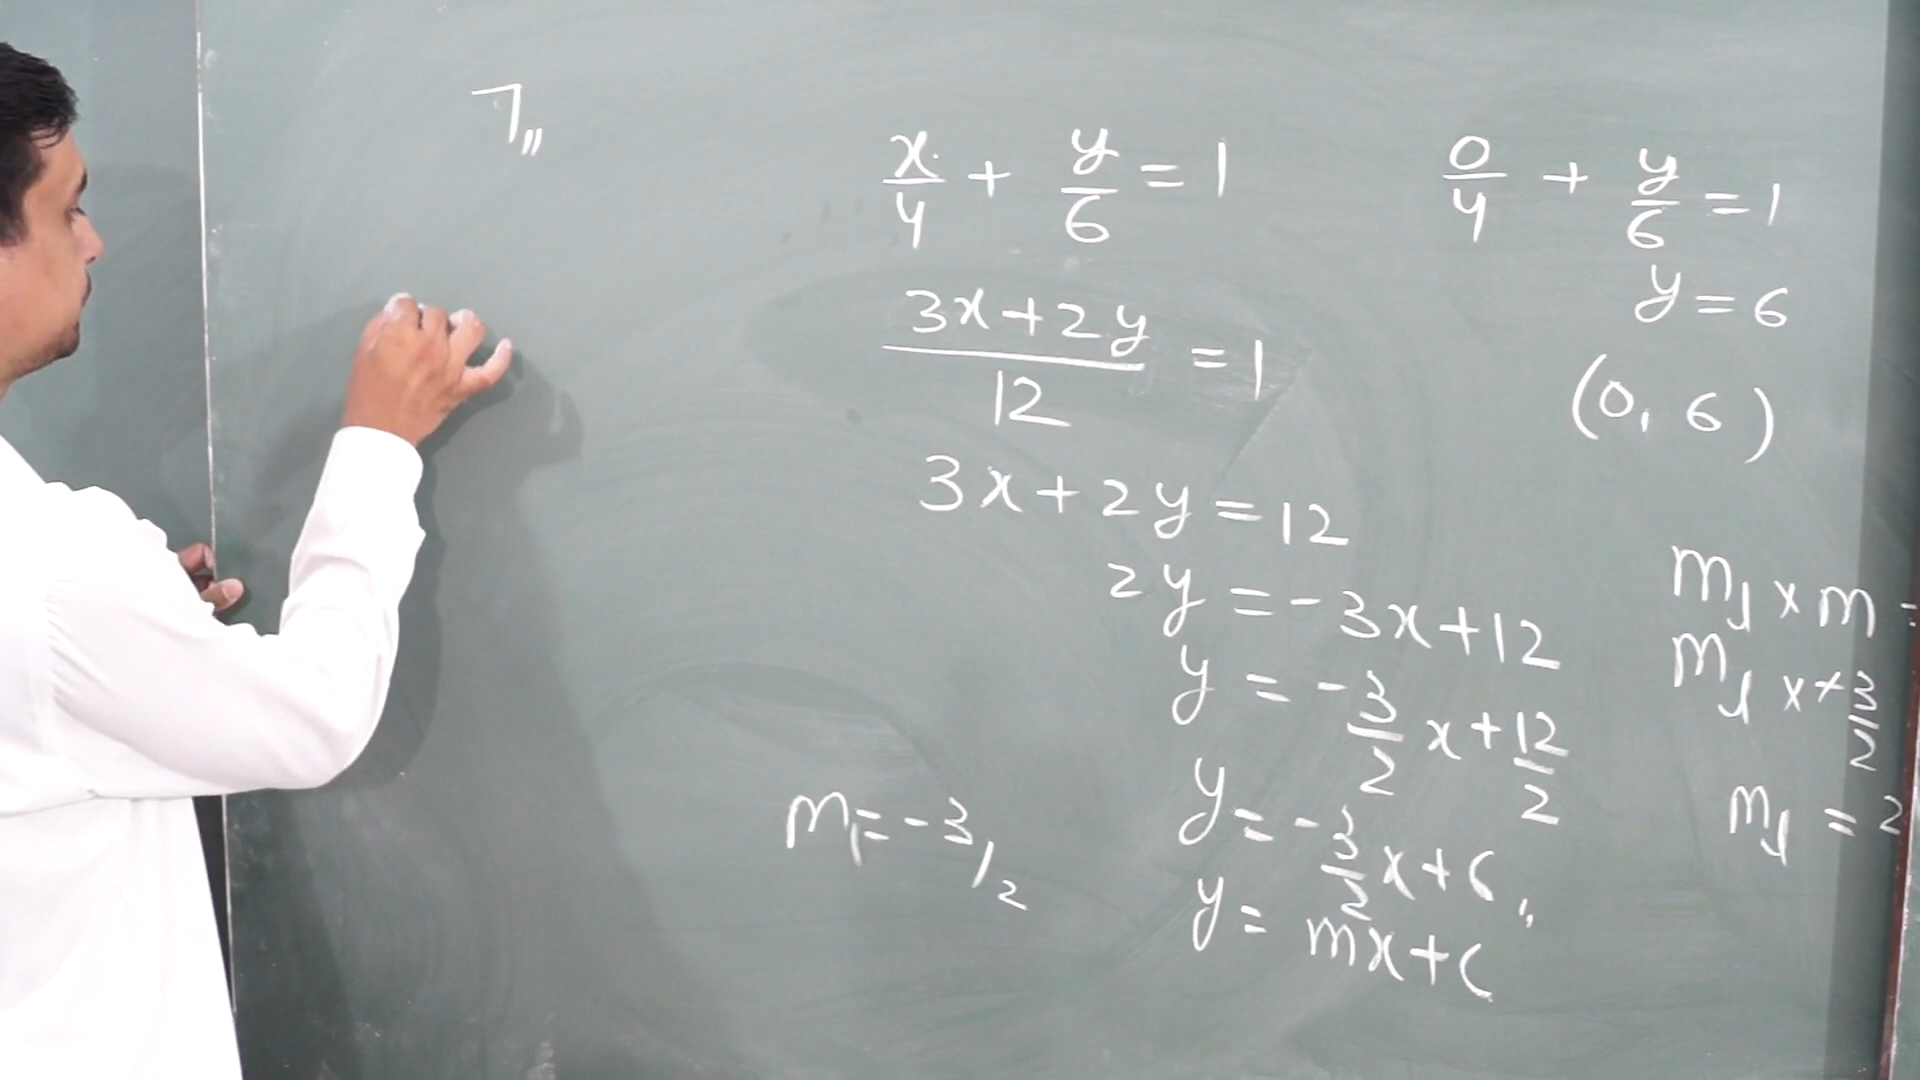 7,,
x/4 + y/6 = 1
(3x+2y)/12 = 1
3x+2y=12
2y=-3x+12
y = -3/2 x+12/2
y=-3/2 x+6,,
y= mx+c
m₁=-3/2
0/4 + y/6 = 1
y=6
(0, 6)
m₁×m =
m₁ × +3/2
m₁ = 2